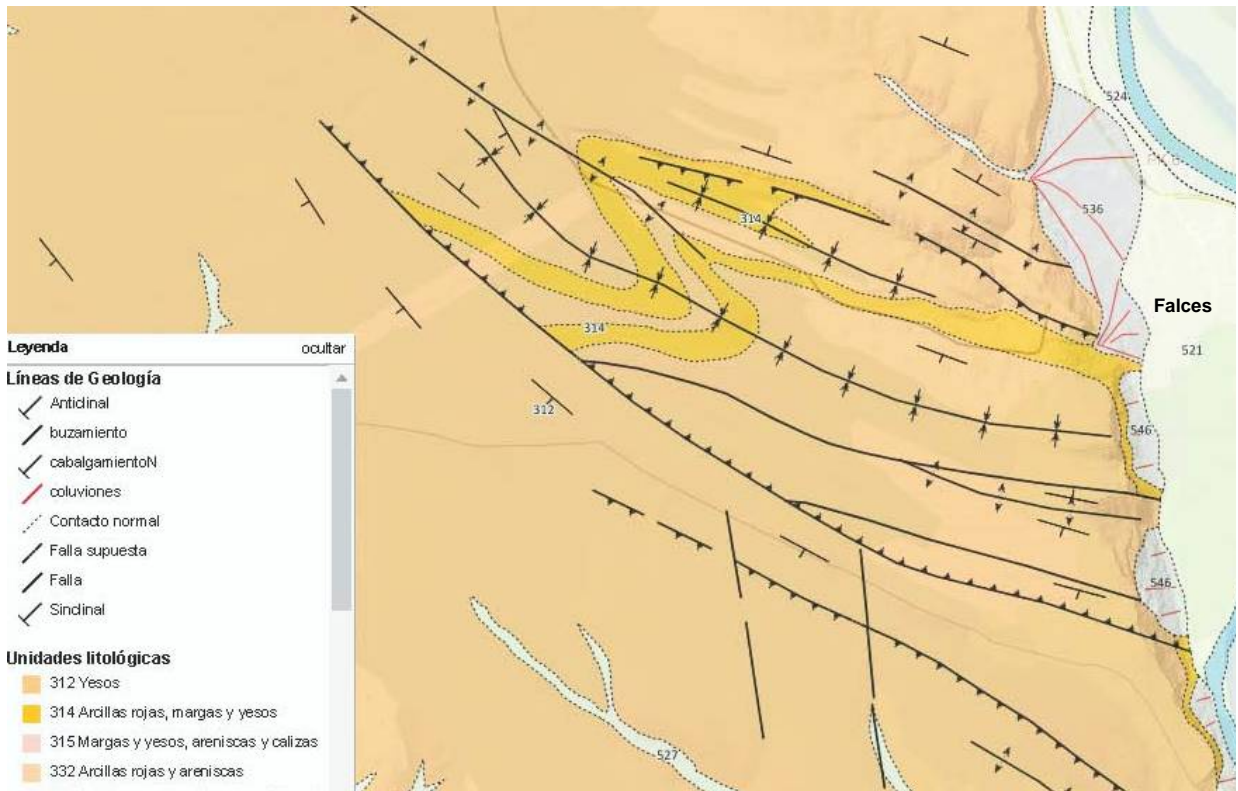 524
536
314
Falces
521
314
312
546
546
527
Leyenda ocultar
Líneas de Geología
Anticlinal
buzamiento
cabalgamientoN
coluviones
Contacto normal
Falla supuesta
Falla
Sinclinal
Unidades litológicas
312 Yesos
314 Arcillas rojas, margas y yesos
315 Margas y yesos, areniscas y calizas
332 Arcillas rojas y areniscas